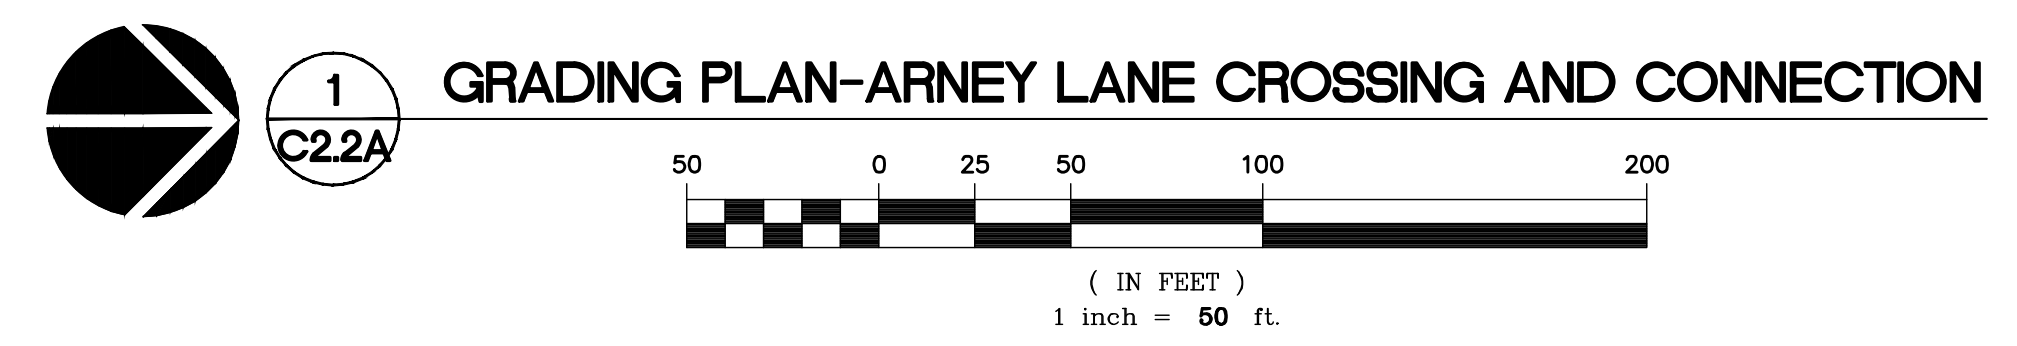 1
C2.2A
GRADING PLAN-ARNEY LANE CROSSING AND CONNECTION
50 0 25 50 100 200
( IN FEET )
1 inch = 50 ft.